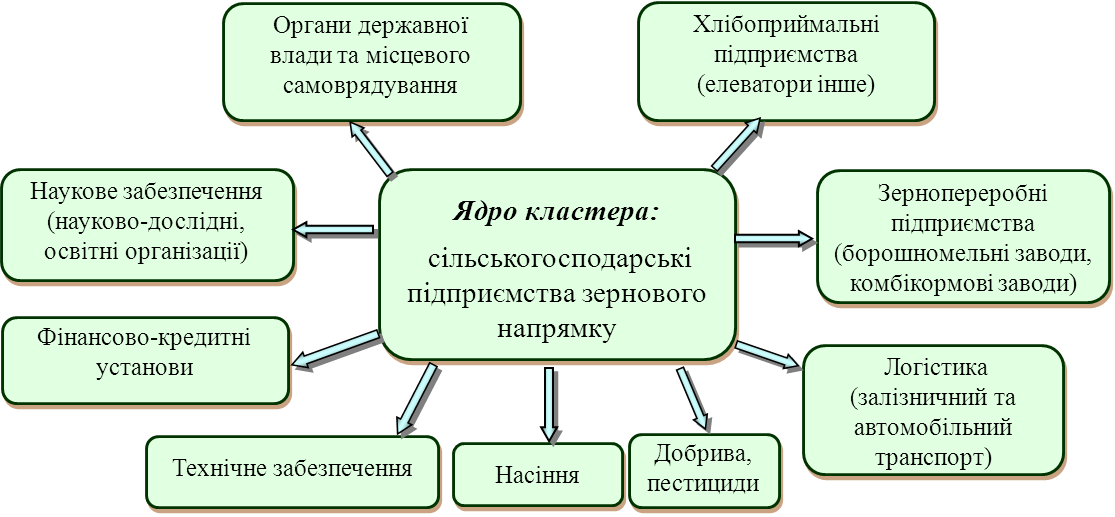 Органи державної
влади та місцевого
самоврядування
Хлібоприймальні
підприємства
(елеватори інше)
Наукове забезпечення
(науково-дослідні,
освітні організації)
Ядро кластера:
сільськогосподарські
підприємства зернового
напрямку
Зернопереробні
підприємства
(борошномельні заводи,
комбікормові заводи)
Фінансово-кредитні
установи
Логістика
(залізничний та
автомобільний
транспорт)
Технічне забезпечення
Насіння
Добрива,
пестициди